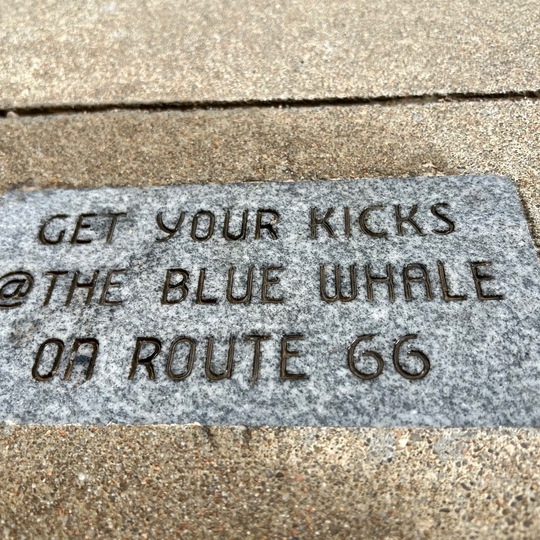 GET YOUR KICKS
@THE BLUE WHALE
ON ROUTE 66